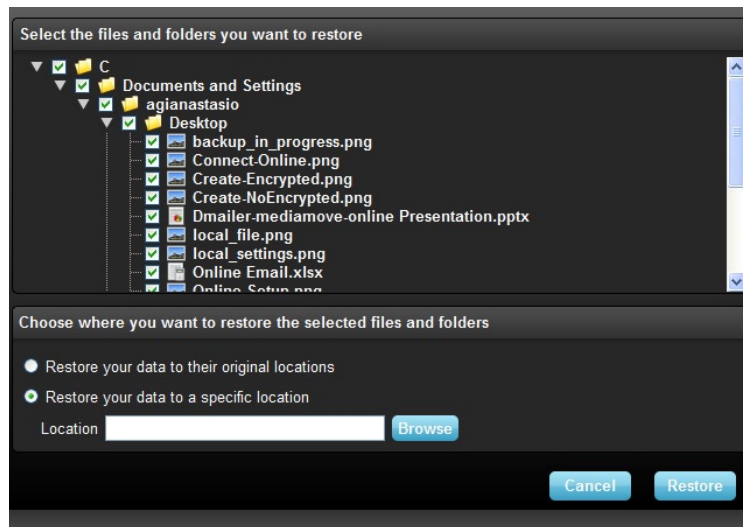 Select the files and folders you want to restore
C
Documents and Settings
agianastasio
Desktop
backup_in_progress.png
Connect-Online.png
Create-Encrypted.png
Create-NoEncrypted.png
Dmailer-mediamove-online Presentation.pptx
local_file.png
local_settings.png
Online Email.xlsx
Online-Setup.png
Choose where you want to restore the selected files and folders
Restore your data to their original locations
Restore your data to a specific location
Location Browse
Cancel Restore